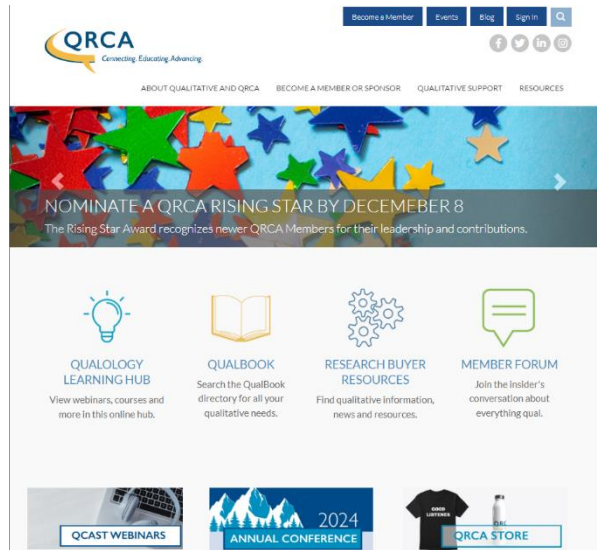 Become a Member Events Blog Sign In
QRCA
Connecting. Educating. Advancing.
ABOUT QUALITATIVE AND QRCA BECOME A MEMBER OR SPONSOR QUALITATIVE SUPPORT RESOURCES
NOMINATE A QRCA RISING STAR BY DECEMEBER 8
The Rising Star Award recognizes never QRCA Members for their leadership and contributions.
QUALOLOGY
LEARNING HUB
View webinars, courses and
more in this online hub.
QUALBOOK
Search the QualBook
directory for all your
qualitative needs.
RESEARCH BUYER
RESOURCES
Find qualitative information,
news and resources.
MEMBER FORUM
Join the insider's
conversation about
everything qual.
QCAST WEBINARS
2024
ANNUAL CONFERENCE
GOOD
LISTENER
QRC
QRCA STORE